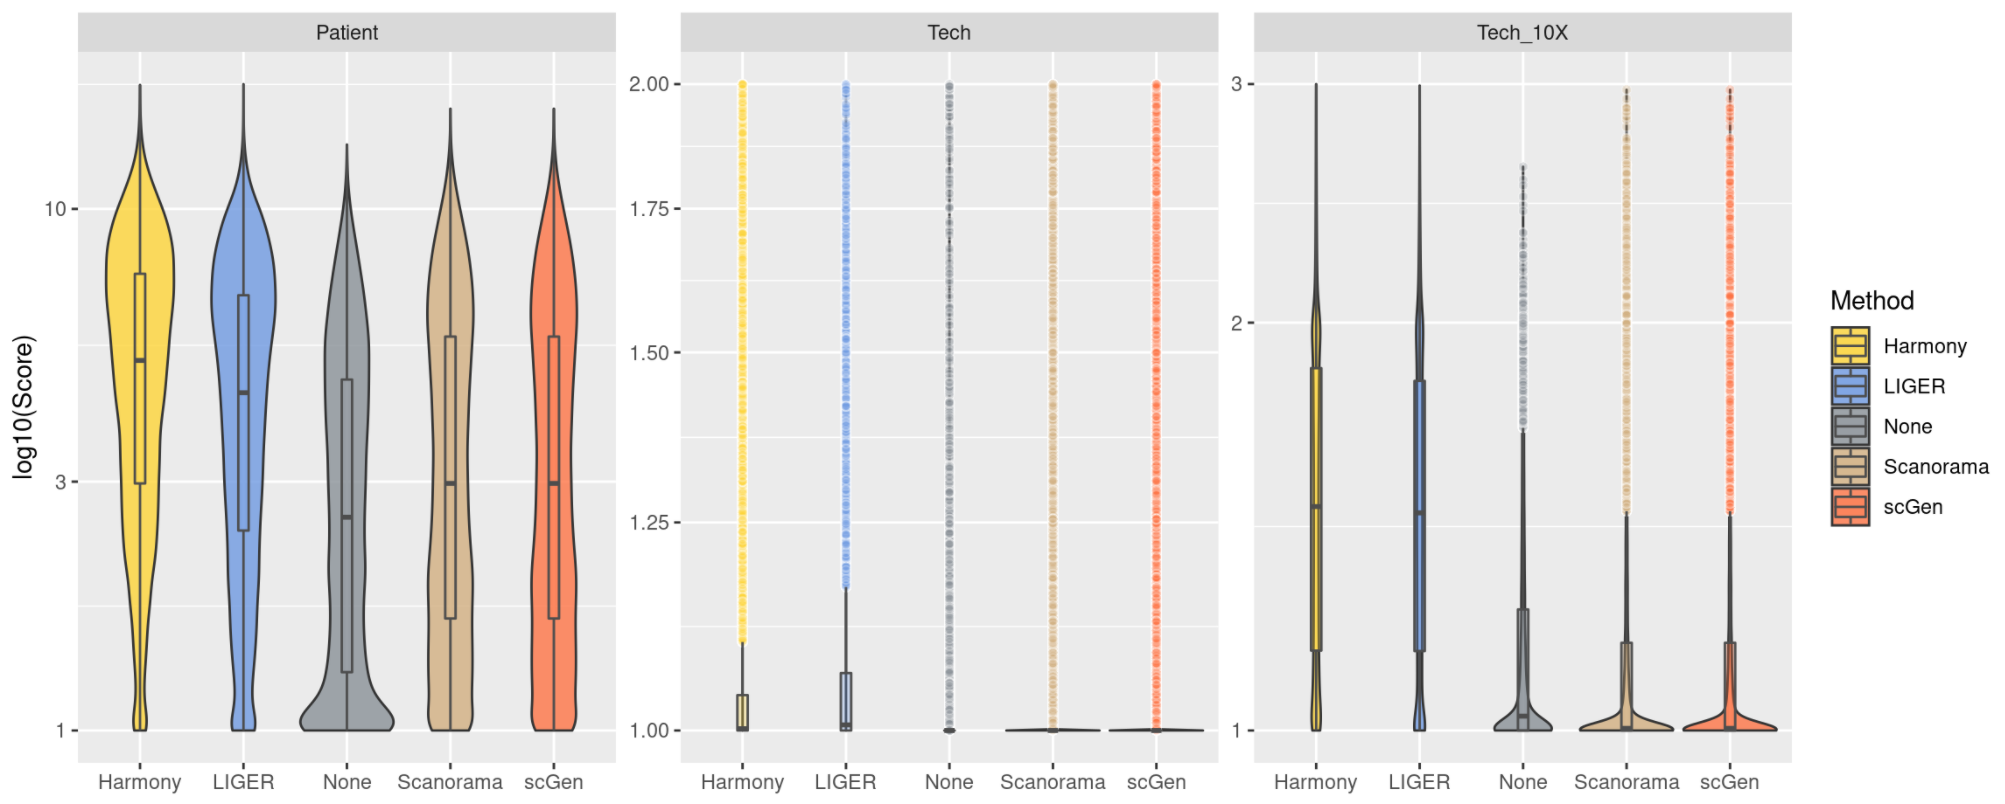 Patient
Tech
Tech_10X
log10(Score)
10
3
1
2.00
1.75
1.50
1.25
1.00
3
2
1
Harmony LIGER None Scanorama scGen
Harmony LIGER None Scanorama scGen
Harmony LIGER None Scanorama scGen
Method
Harmony
LIGER
None
Scanorama
scGen